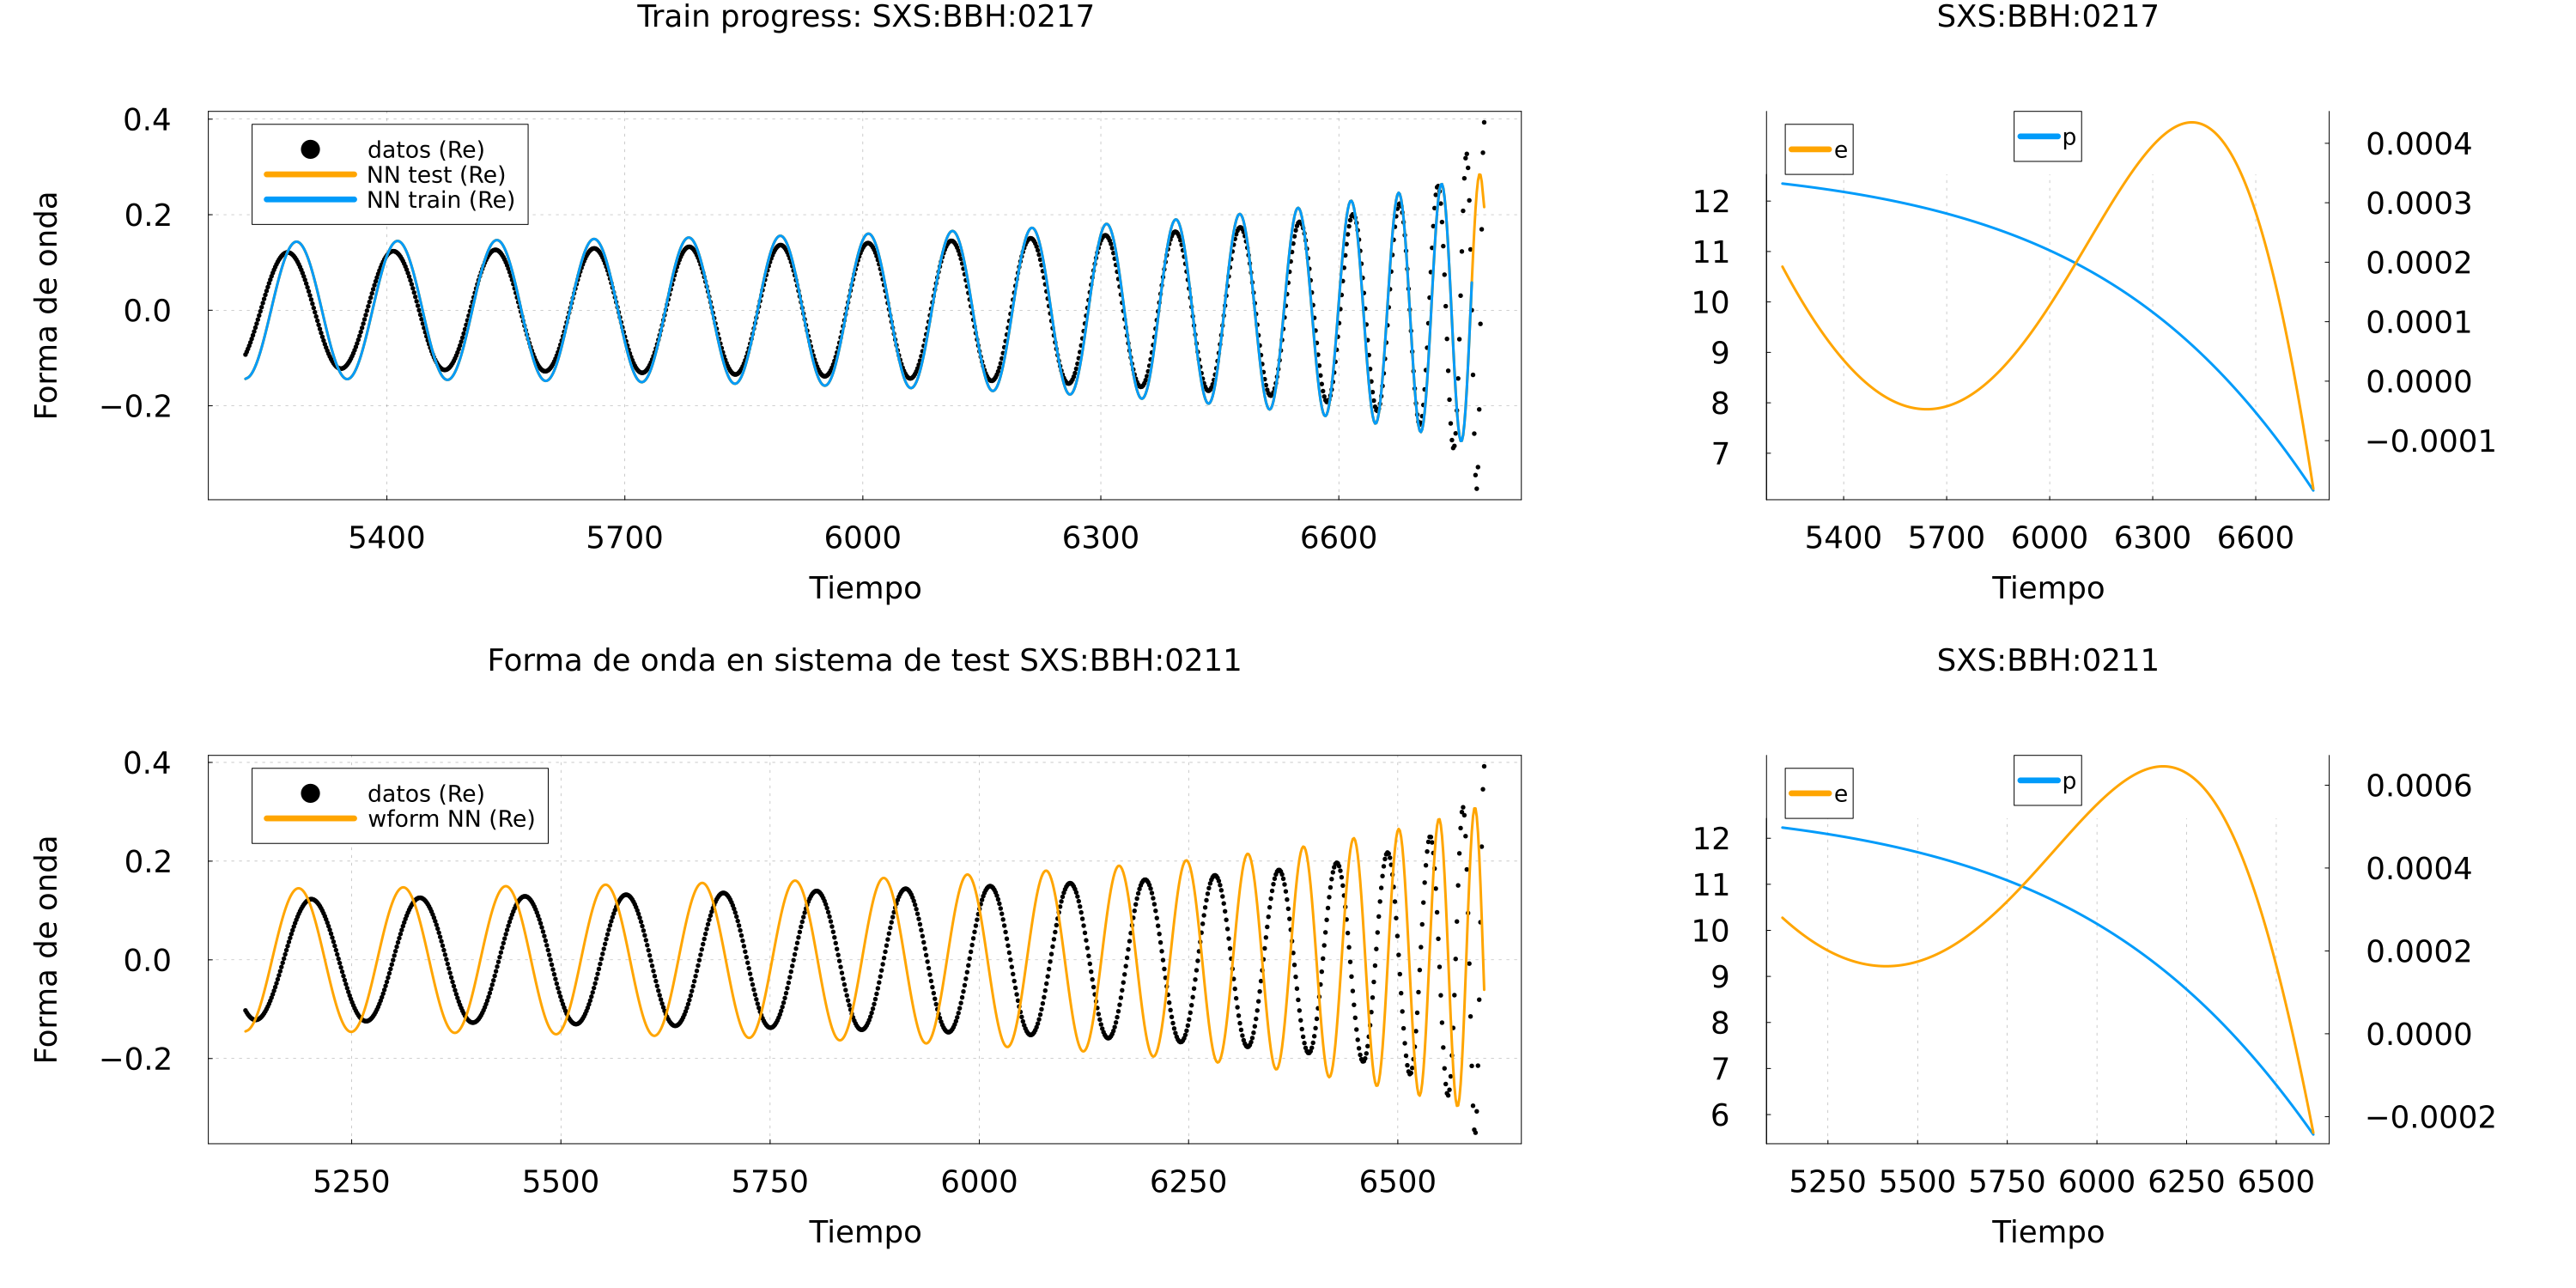 Train progress: SXS:BBH:0217
SXS:BBH:0217
0.4
0.2
0.0
−0.2
Forma de onda
datos (Re)
NN test (Re)
NN train (Re)
5400 5700 6000 6300 6600
Tiempo
e
p
12
11
10
9
8
7
0.0004
0.0003
0.0002
0.0001
0.0000
−0.0001
5400 5700 6000 6300 6600
Tiempo
Forma de onda en sistema de test SXS:BBH:0211
SXS:BBH:0211
0.4
0.2
0.0
−0.2
Forma de onda
datos (Re)
wform NN (Re)
5250 5500 5750 6000 6250 6500
Tiempo
e
p
12
11
10
9
8
7
6
0.0006
0.0004
0.0002
0.0000
−0.0002
5250 5500 5750 6000 6250 6500
Tiempo